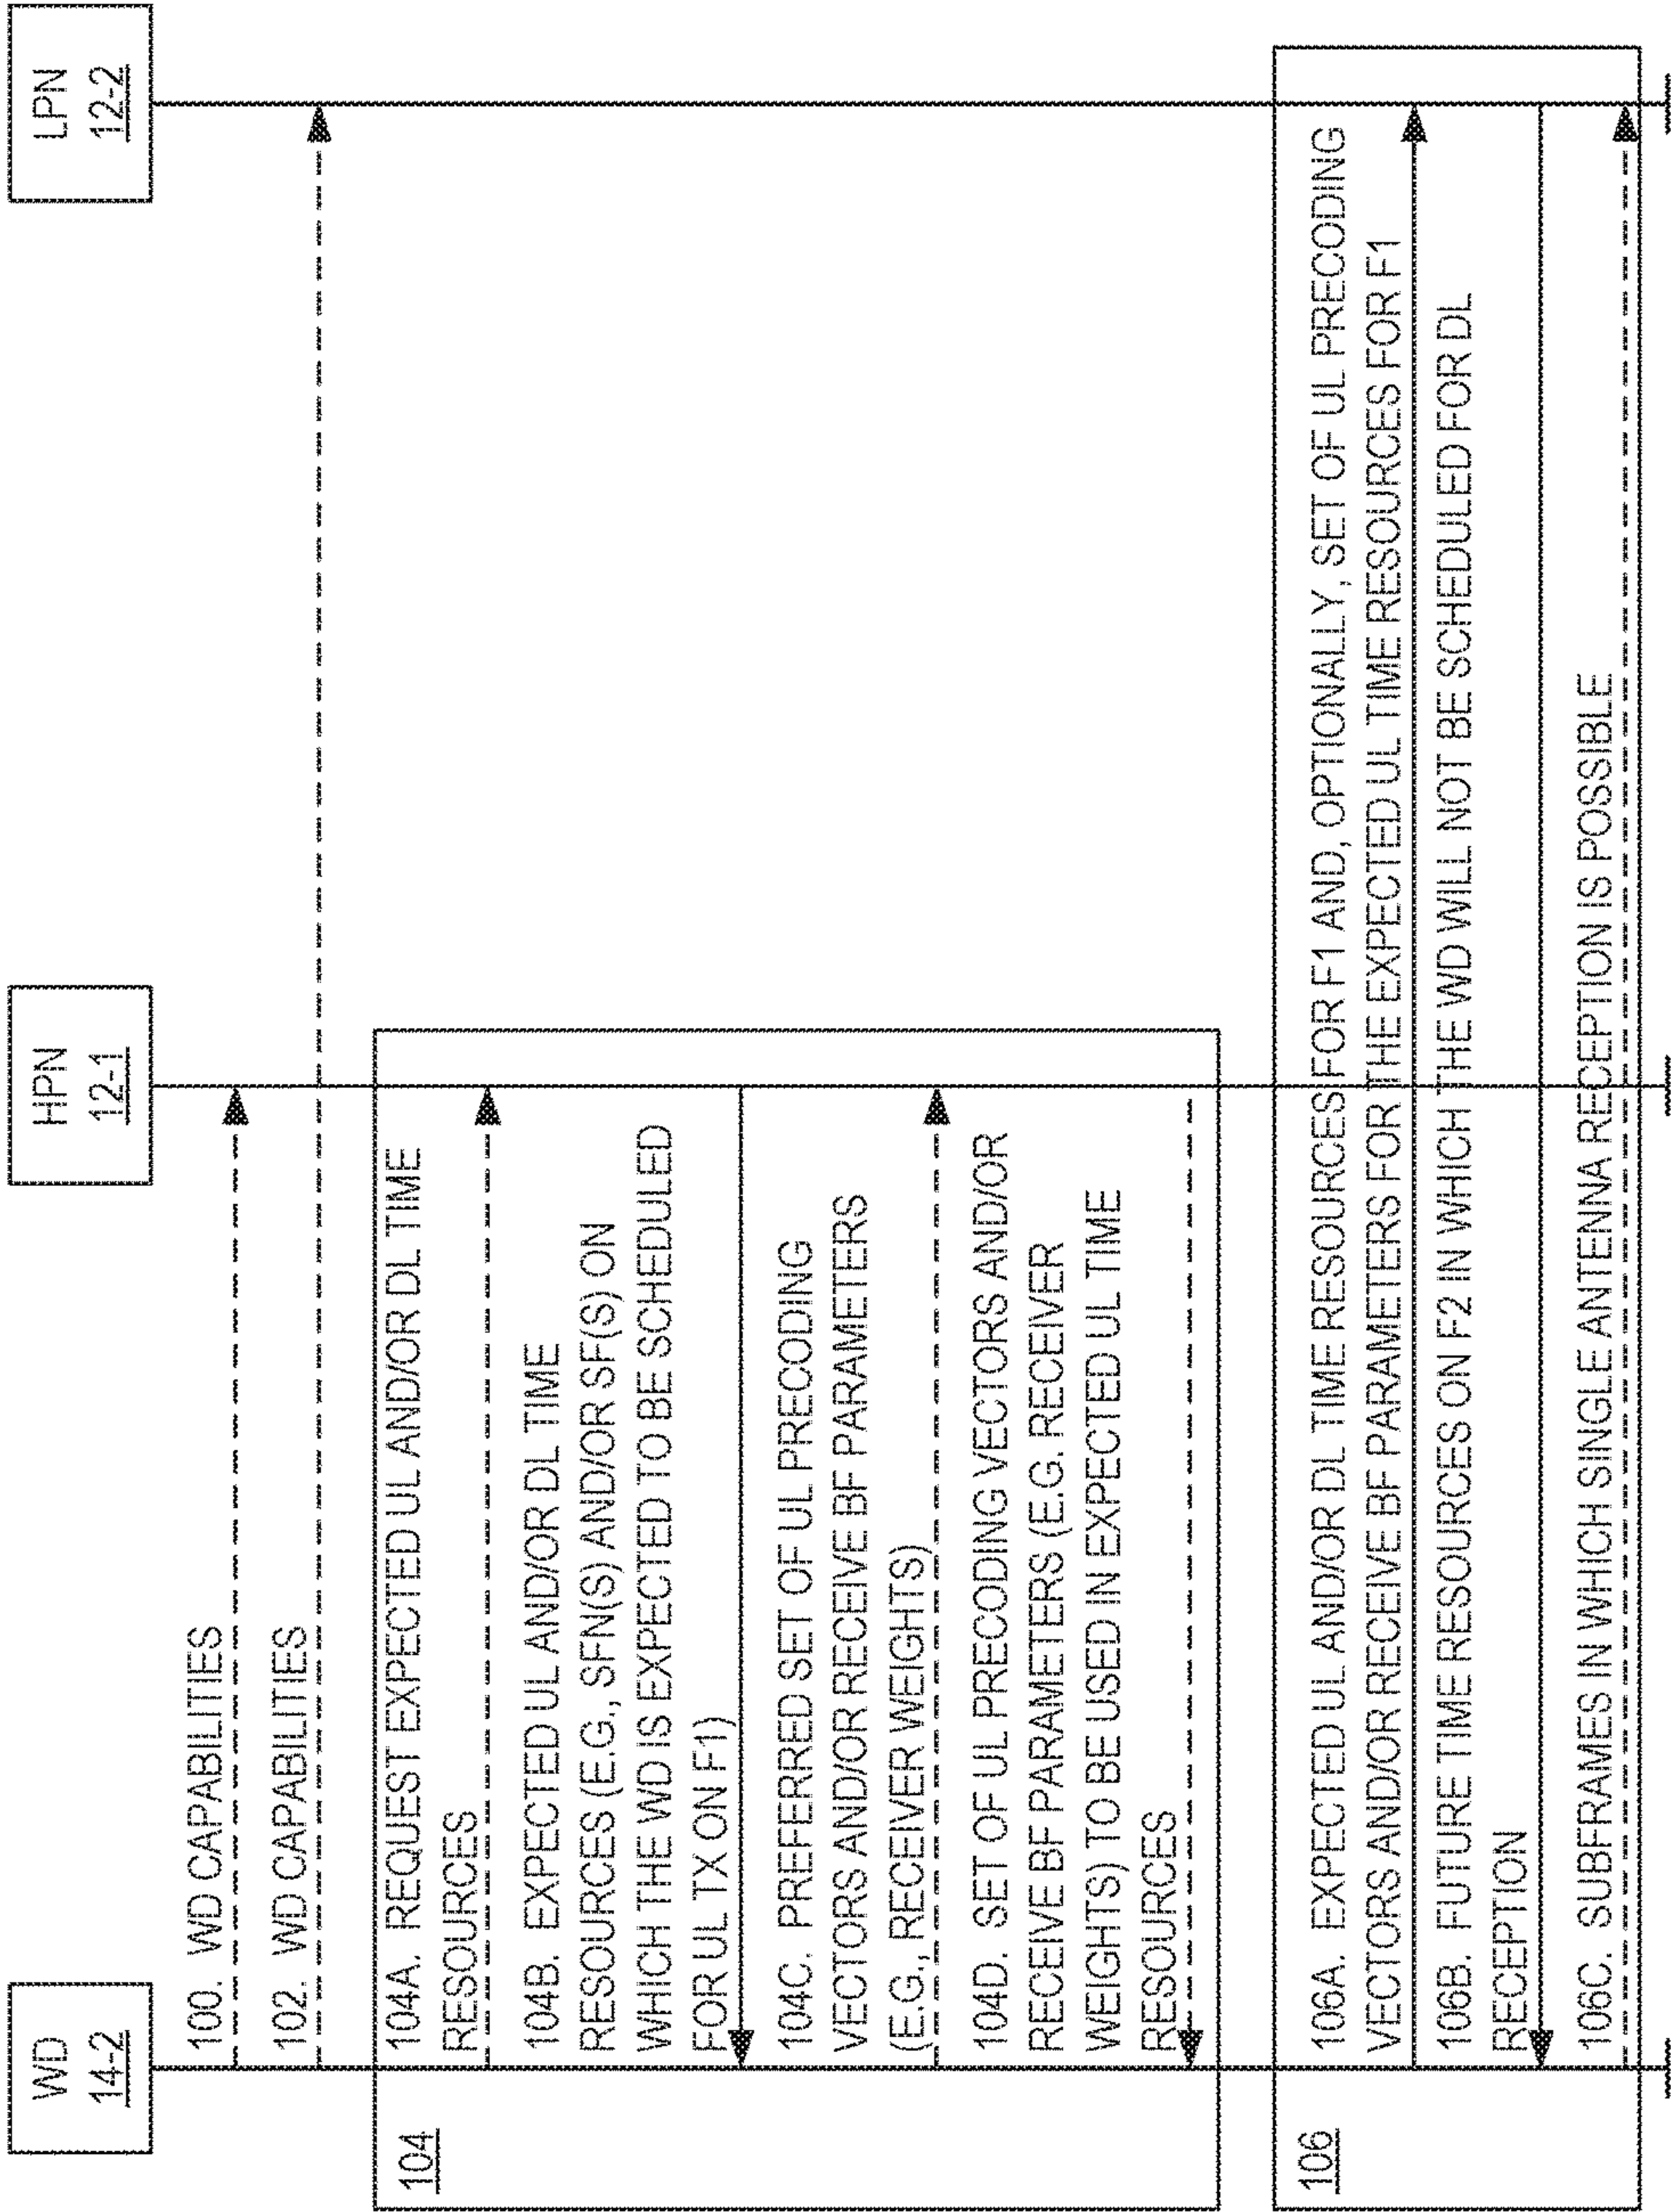 WD
14-2
HPN
12-1
LPN
12-2
100. WD CAPABILITIES
102. WD CAPABILITIES
104
104A. REQUEST EXPECTED UL AND/OR DL TIME
RESOURCES
104B. EXPECTED UL AND/OR DL TIME
RESOURCES (E.G., SFN(S) AND/OR SF(S) ON
WHICH THE WD IS EXPECTED TO BE SCHEDULED
FOR UL TX ON F1)
104C. PREFERRED SET OF UL PRECODING
VECTORS AND/OR RECEIVE BF PARAMETERS
(E.G., RECEIVER WEIGHTS)
104D. SET OF UL PRECODING VECTORS AND/OR
RECEIVE BF PARAMETERS (E.G. RECEIVER
WEIGHTS) TO BE USED IN EXPECTED UL TIME
RESOURCES
106
106A. EXPECTED UL AND/OR DL TIME RESOURCES FOR F1 AND, OPTIONALLY, SET OF UL PRECODING
VECTORS AND/OR RECEIVE BF PARAMETERS FOR THE EXPECTED UL TIME RESOURCES FOR F1
106B. FUTURE TIME RESOURCES ON F2 IN WHICH THE WD WILL NOT BE SCHEDULED FOR DL
RECEPTION
106C. SUBFRAMES IN WHICH SINGLE ANTENNA RECEPTION IS POSSIBLE